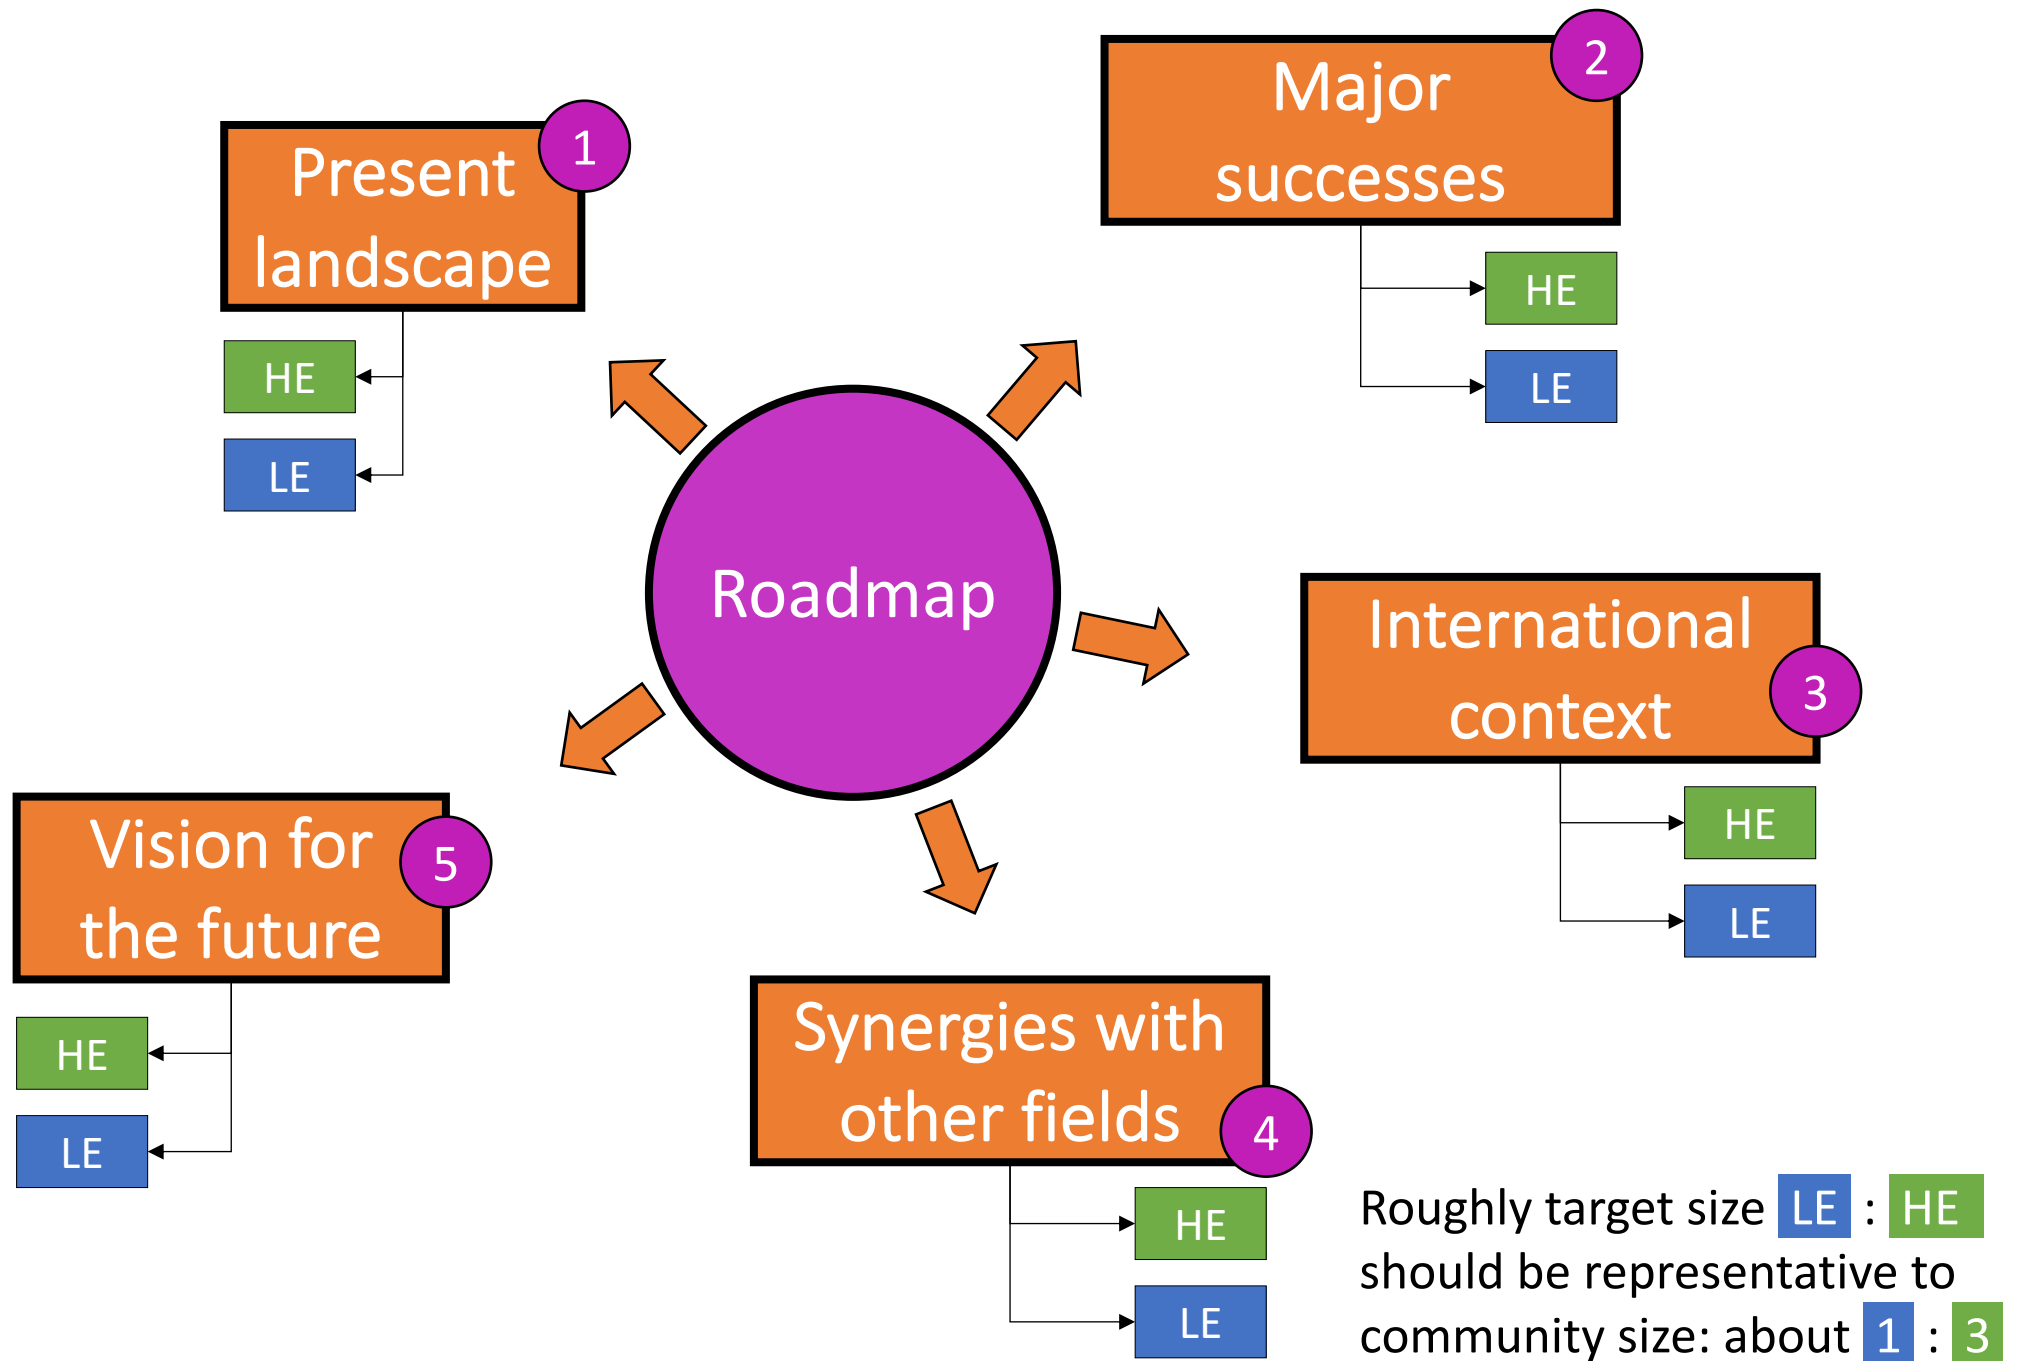 1
Present
landscape
HE
LE
2
Major
successes
HE
LE
Roadmap
International
context
3
HE
LE
Synergies with
other fields
4
HE
LE
Vision for
the future
5
HE
LE
Roughly target size LE : HE
should be representative to
community size: about 1 : 3